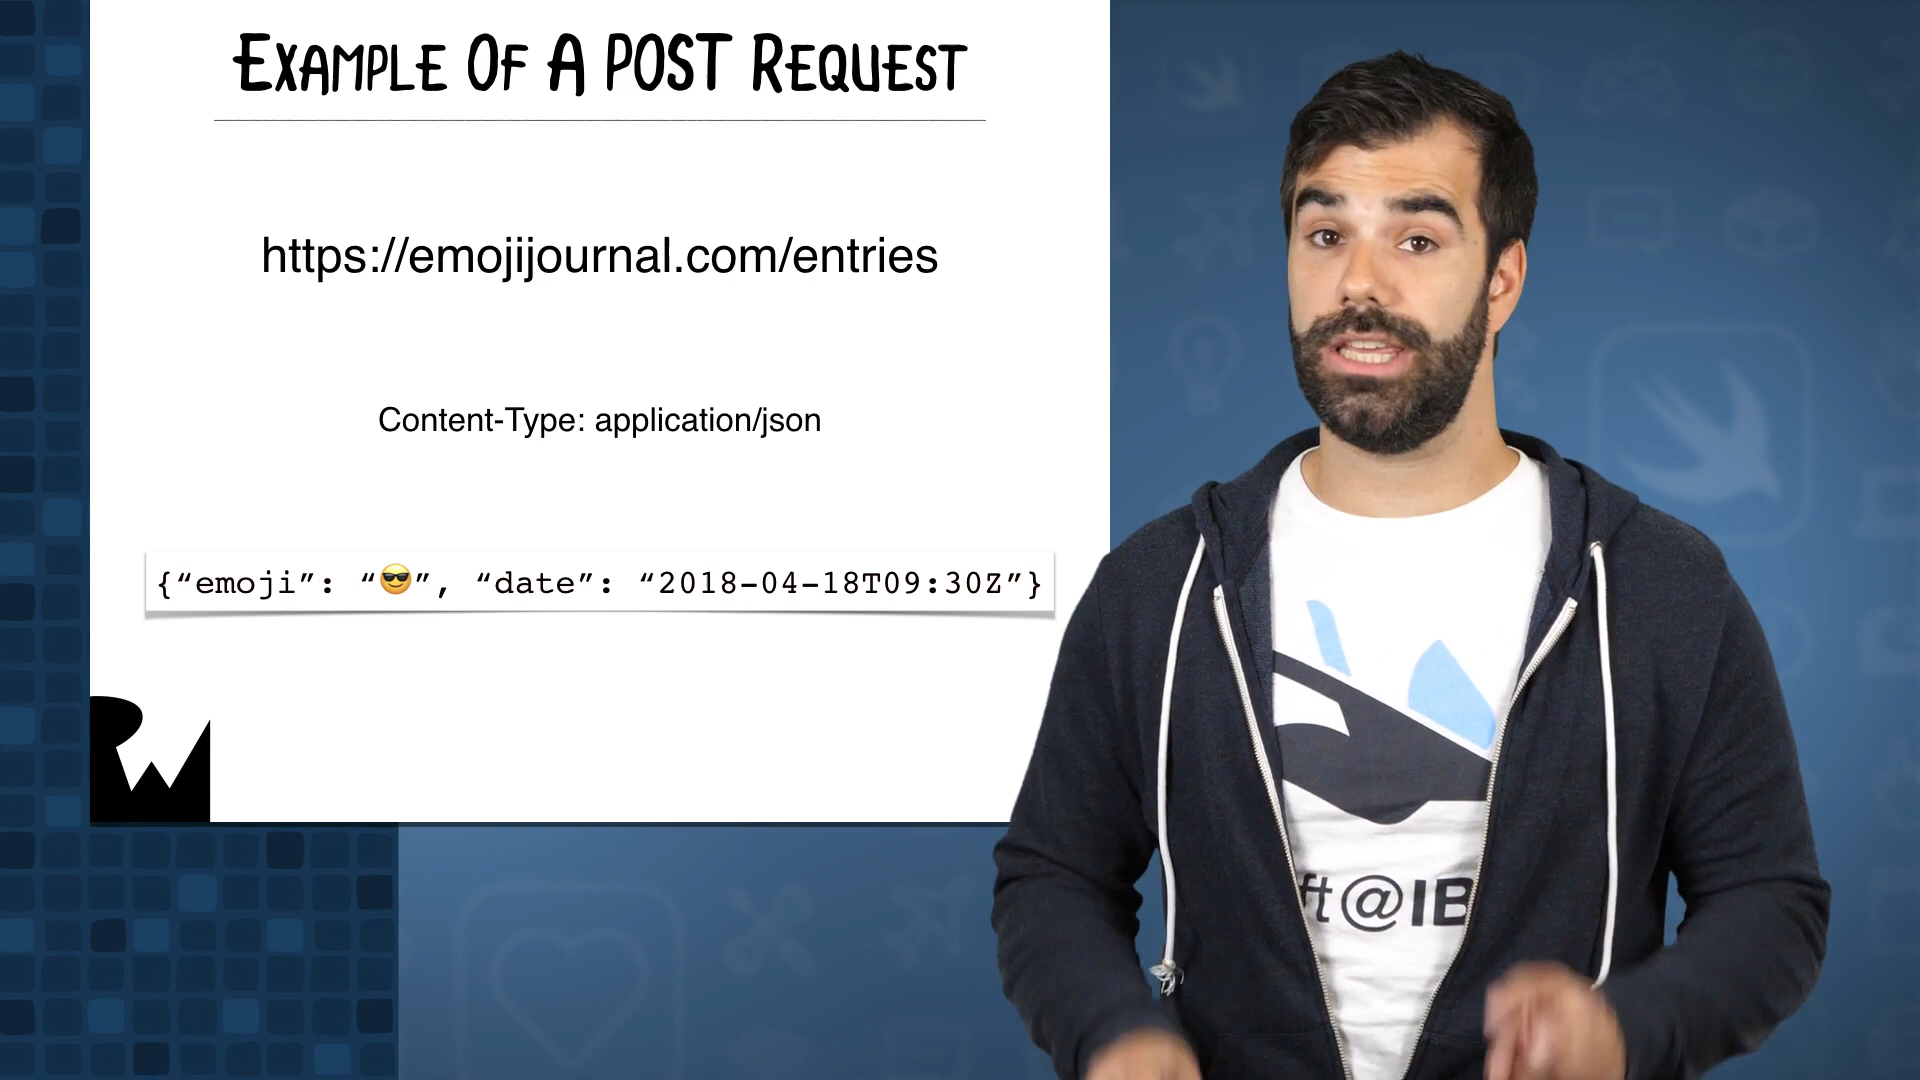 Example Of A POST Request
https://emojijournal.com/entries
Content-Type: application/json
{“emoji”: “😎”, “date”: “2018-04-18T09:30Z”}
RW
ft@IB